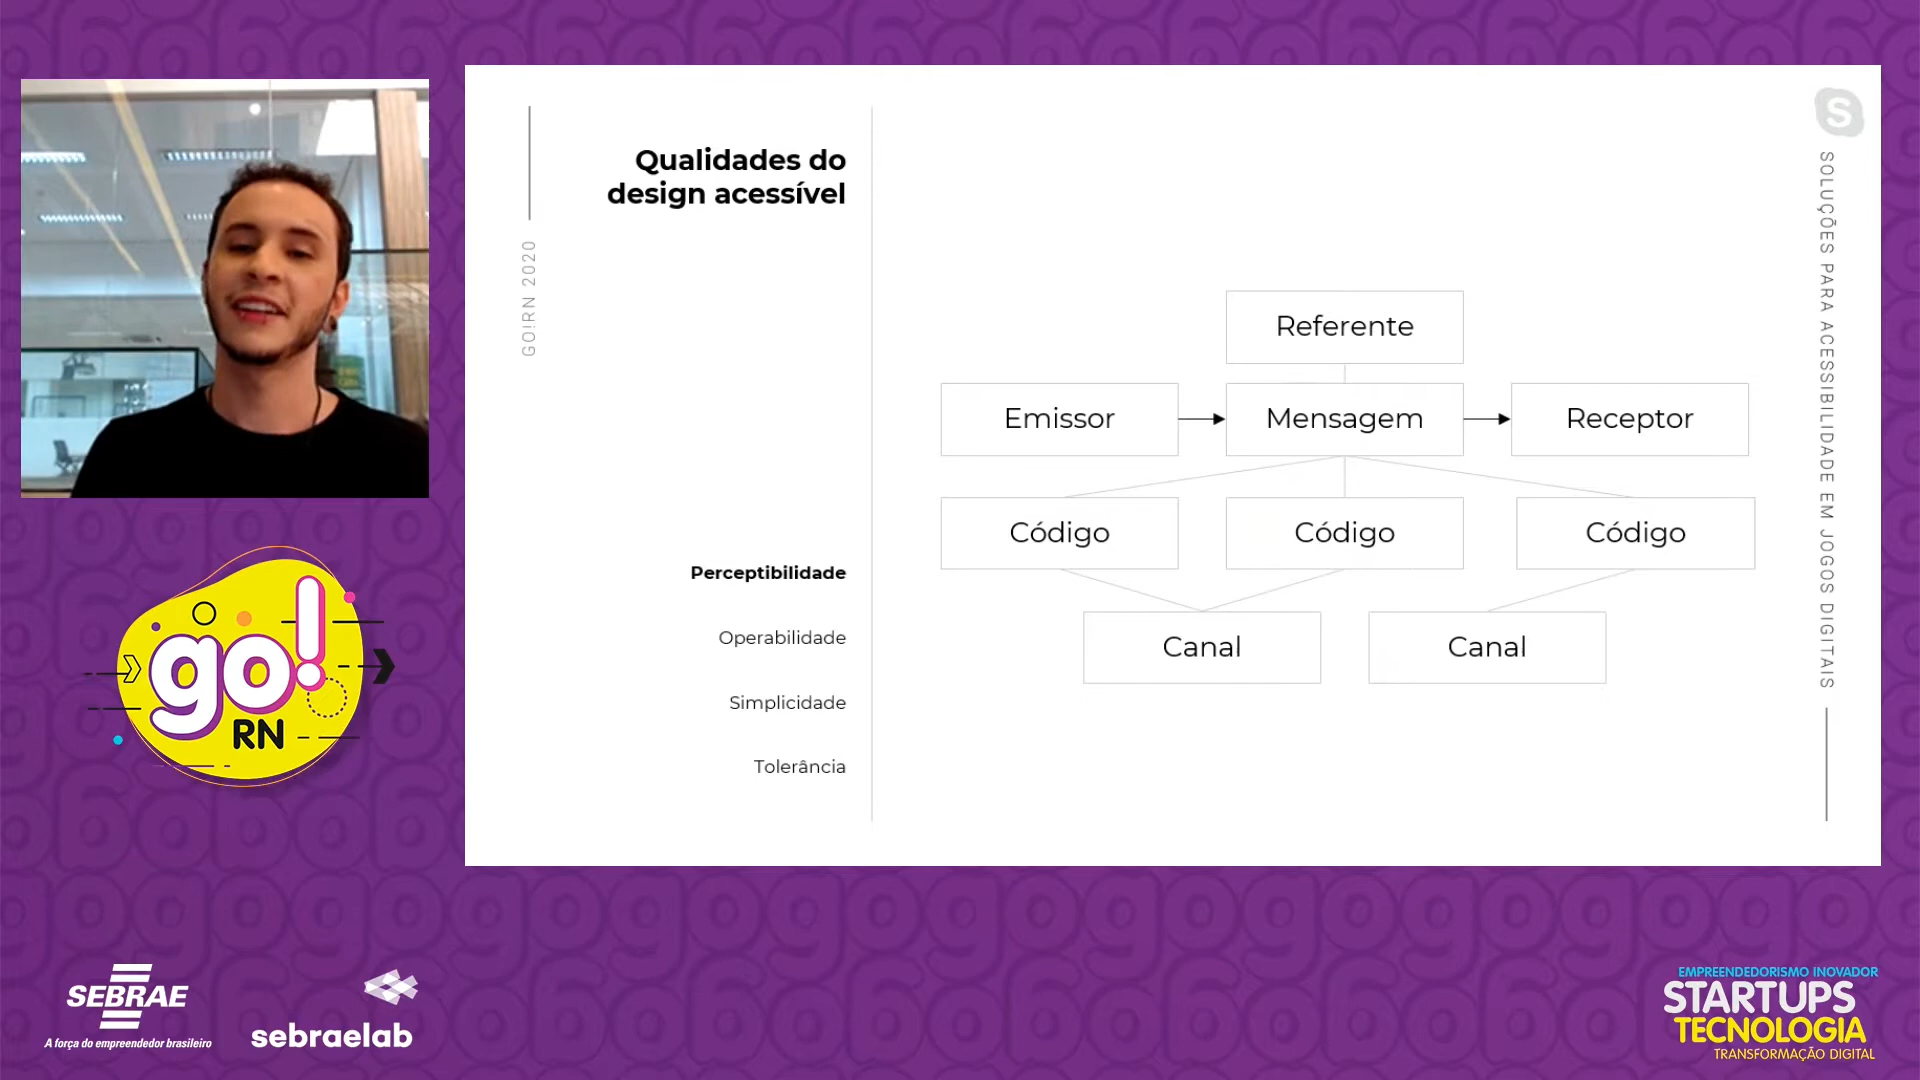 Qualidades do
design acessível
GO!RN 2020
Perceptibilidade
Operabilidade
Simplicidade
Tolerância
Referente
Emissor
Mensagem
Receptor
Código
Código
Código
Canal
Canal
S
SOLUÇÕES PARA ACESSIBILIDADE EM JOGOS DIGITAIS
go!
RN
SEBRAE
A força do empreendedor brasileiro
sebraelab
EMPREENDEDORISMO INOVADOR
STARTUPS
TECNOLOGIA
TRANSFORMAÇÃO DIGITAL